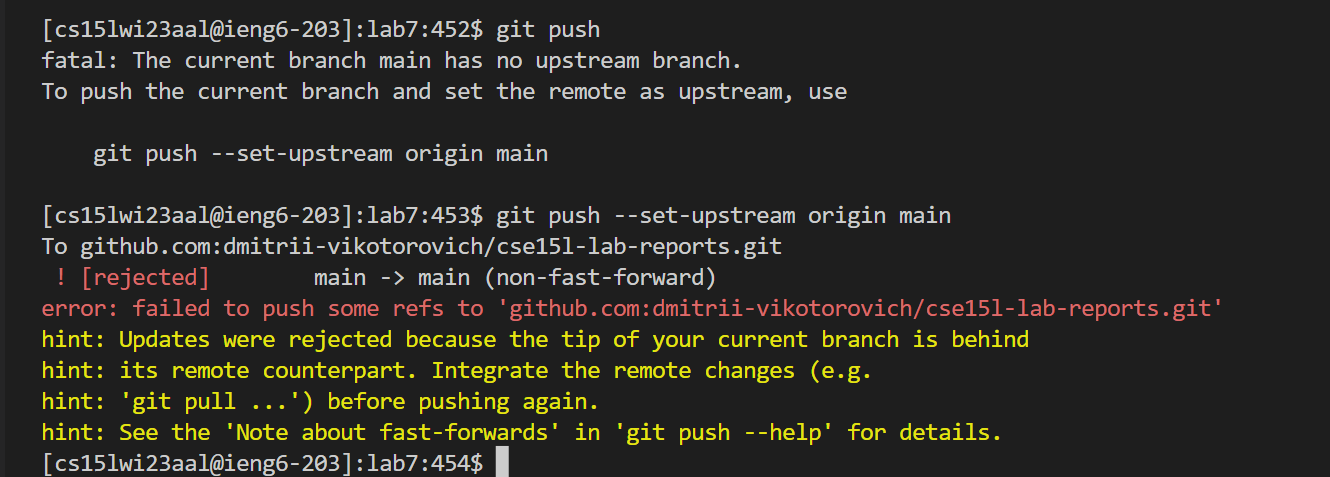 [cs15lwi23aal@ieng6-203]:lab7:452$ git push
fatal: The current branch main has no upstream branch.
To push the current branch and set the remote as upstream, use
git push --set-upstream origin main
[cs15lwi23aal@ieng6-203]:lab7:453$ git push --set-upstream origin main
To github.com:dmitrii-vikotorovich/cse15l-lab-reports.git
! [rejected]        main -> main (non-fast-forward)
error: failed to push some refs to 'github.com:dmitrii-vikotorovich/cse15l-lab-reports.git'
hint: Updates were rejected because the tip of your current branch is behind
hint: its remote counterpart. Integrate the remote changes (e.g.
hint: 'git pull ...') before pushing again.
hint: See the 'Note about fast-forwards' in 'git push --help' for details.
[cs15lwi23aal@ieng6-203]:lab7:454$